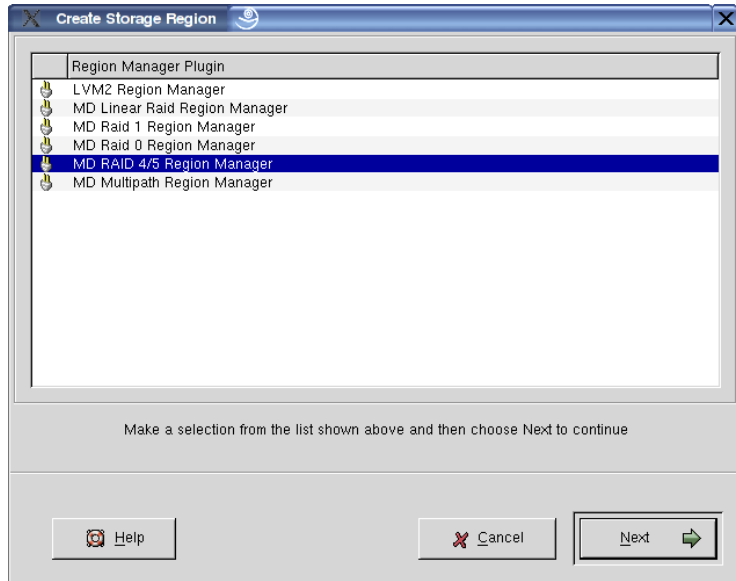 Create Storage Region
Region Manager Plugin
LVM2 Region Manager
MD Linear Raid Region Manager
MD Raid 1 Region Manager
MD Raid 0 Region Manager
MD RAID 4/5 Region Manager
MD Multipath Region Manager
Make a selection from the list shown above and then choose Next to continue
Help
Cancel
Next